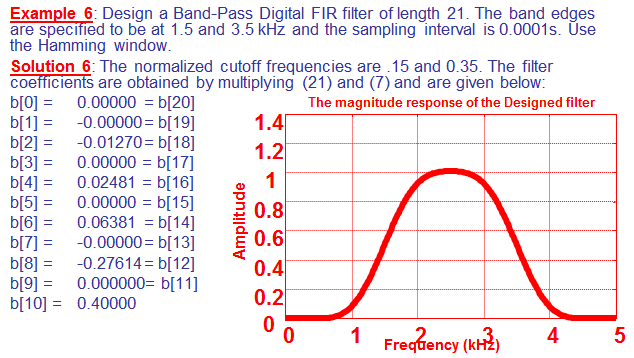 Example 6: Design a Band-Pass Digital FIR filter of length 21. The band edges
are specified to be at 1.5 and 3.5 kHz and the sampling interval is 0.0001s. Use
the Hamming window.
Solution 6: The normalized cutoff frequencies are .15 and 0.35. The filter
coefficients are obtained by multiplying (21) and (7) and are given below:
b[0] = 0.00000 = b[20]
b[1] = -0.00000 = b[19]
b[2] = -0.01270 = b[18]
b[3] = 0.00000 = b[17]
b[4] = 0.02481 = b[16]
b[5] = 0.00000 = b[15]
b[6] = 0.06381 = b[14]
b[7] = -0.00000 = b[13]
b[8] = -0.27614 = b[12]
b[9] = 0.000000= b[11]
b[10] = 0.40000
The magnitude response of the Designed filter
1.4
1.2
1
0.8
0.6
0.4
0.2
0
Amplitude
0 1 2 3 4 5
Frequency (kHz)